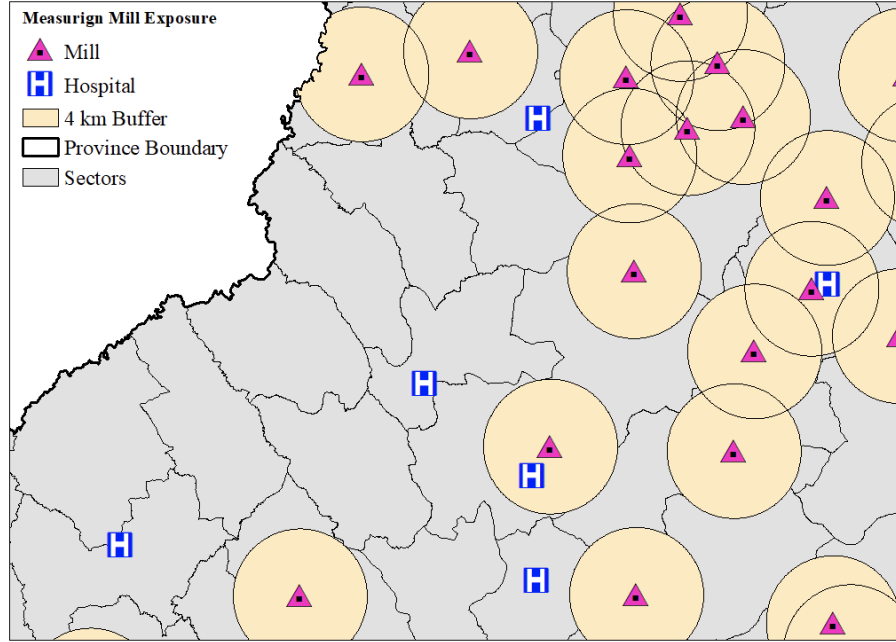 Measurign Mill Exposure
Mill
H Hospital
4 km Buffer
Province Boundary
Sectors
H
H
H
H
H
H